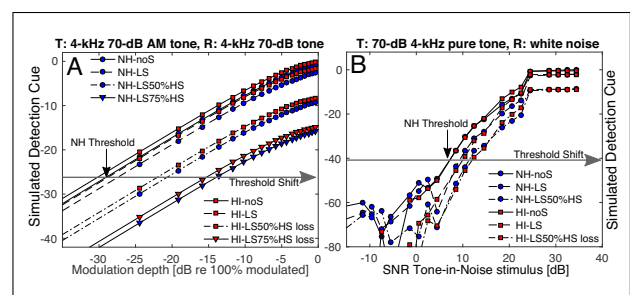 T: 4-kHz 70-dB AM tone, R: 4-kHz 70-dB tone
A
NH-noS
NH-LS
NH-LS50%HS
NH-LS75%HS
NH Threshold
Threshold Shift
HI-noS
HI-LS
HI-LS50%HS loss
HI-LS75%HS loss
Simulated Detection Cue
0
-10
-20
-30
-40
-30
-25
-20
-15
-10
-5
0
Modulation depth [dB re 100% modulated]
T: 70-dB 4-kHz pure tone, R: white noise
B
NH Threshold
Threshold Shift
NH-noS
NH-LS
NH-LS50%HS
HI-noS
HI-LS
HI-LS50%HS loss
0
-20
-40
-60
-80
-10
0
10
20
30
40
SNR Tone-in-Noise stimulus [dB]
Simulated Detection Cue